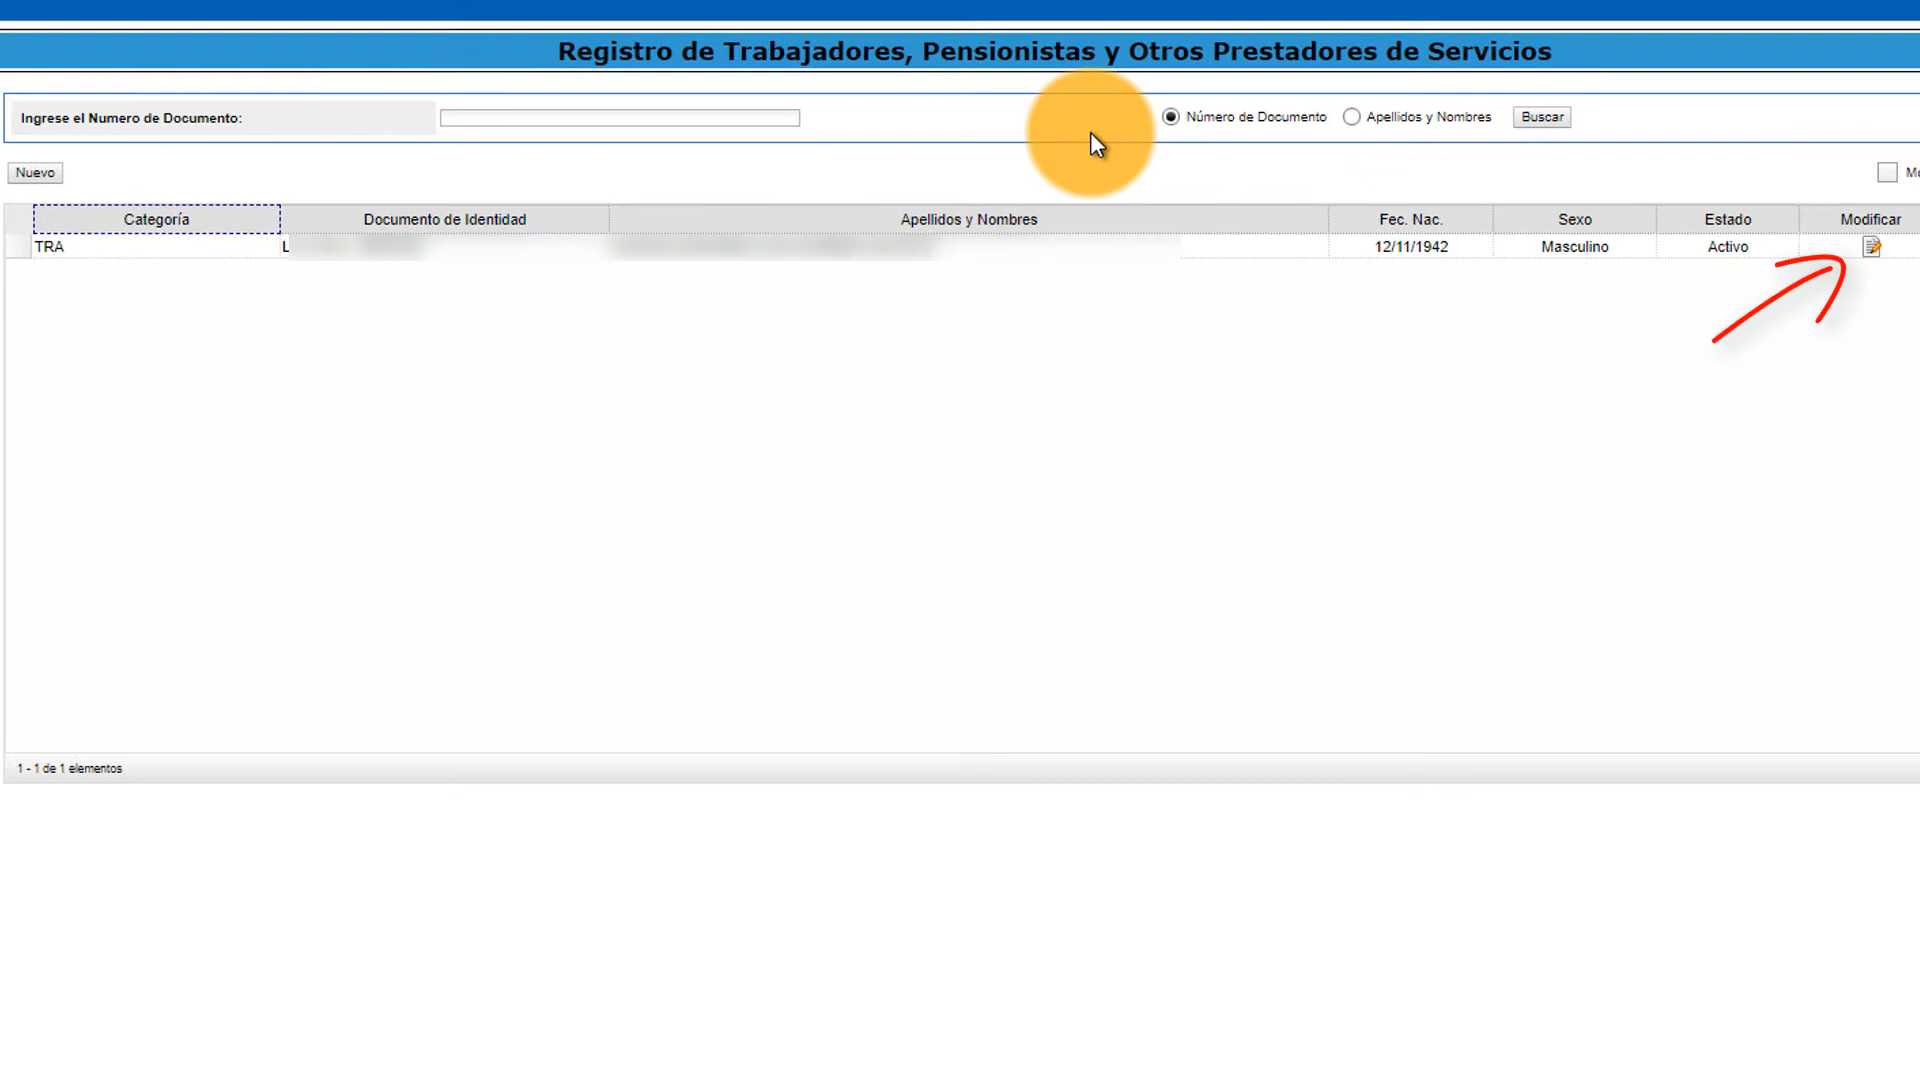 Registro de Trabajadores, Pensionistas y Otros Prestadores de Servicios
Ingrese el Numero de Documento: Número de Documento Apellidos y Nombres Buscar
Nuevo
Categoría Documento de Identidad Apellidos y Nombres Fec. Nac. Sexo Estado Modificar
TRA L 12/11/1942 Masculino Activo
1 - 1 de 1 elementos